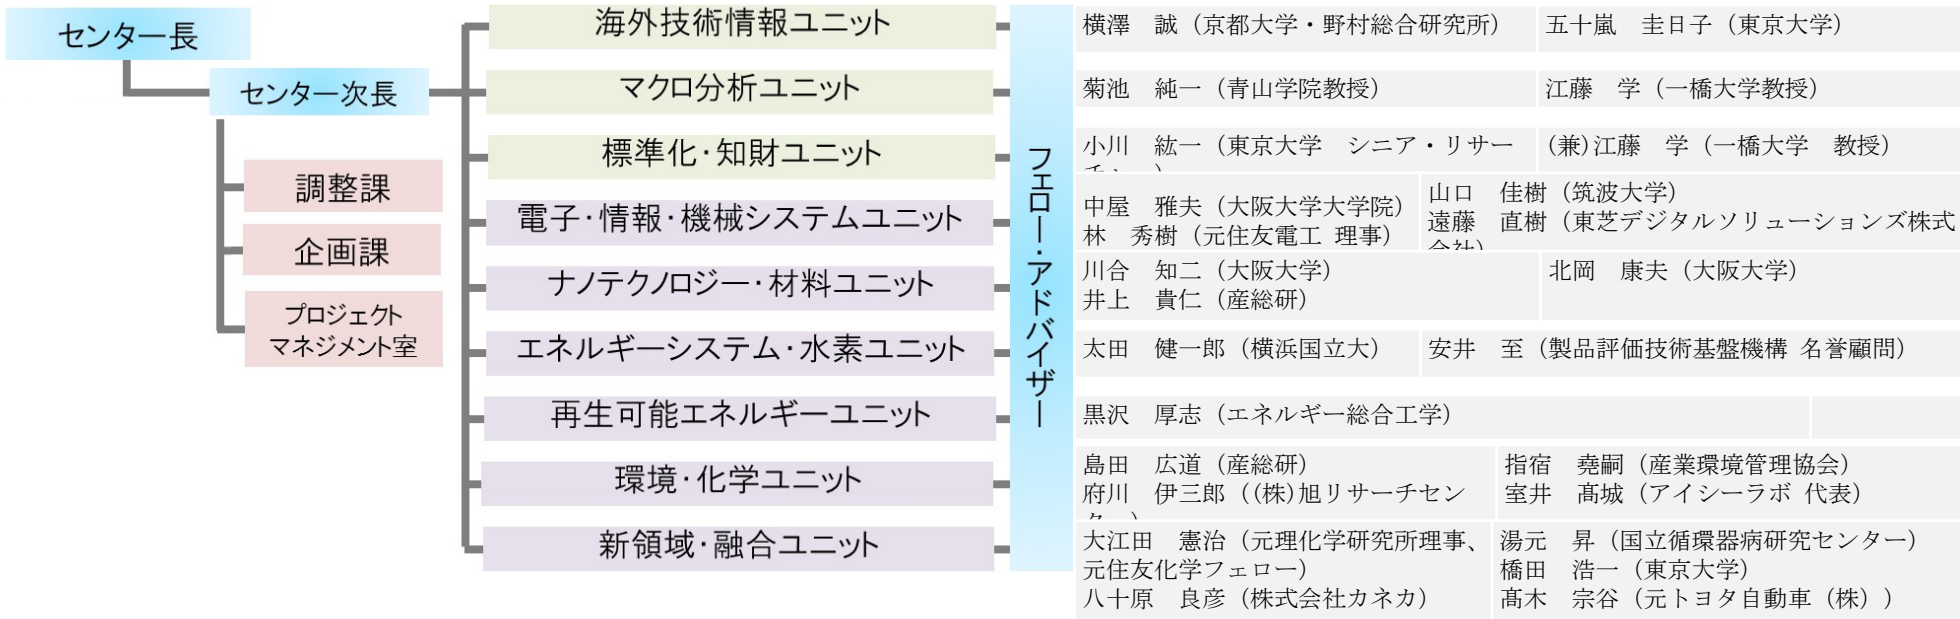 センター長
センター次長
調整課
企画課
プロジェクト
マネジメント室
海外技術情報ユニット
マクロ分析ユニット
標準化・知財ユニット
電子・情報・機械システムユニット
ナノテクノロジー・材料ユニット
エネルギーシステム・水素ユニット
再生可能エネルギーユニット
環境・化学ユニット
新領域・融合ユニット
フェロー・アドバイザー
横澤　誠（京都大学・野村総合研究所）
五十嵐　圭日子（東京大学）
菊池　純一（青山学院教授）
江藤　学（一橋大学教授）
小川　紘一（東京大学　シニア・リサー
(兼)江藤　学（一橋大学　教授）
中屋　雅夫（大阪大学大学院）
林　秀樹（元住友電工 理事）
山口　佳樹（筑波大学）
遠藤　直樹（東芝デジタルソリューションズ株式
会社）
川合　知二（大阪大学）
井上　貴仁（産総研）
北岡　康夫（大阪大学）
太田　健一郎（横浜国立大）
安井　至（製品評価技術基盤機構 名誉顧問）
黒沢　厚志（エネルギー総合工学）
島田　広道（産総研）
府川　伊三郎（(株)旭リサーチセン
指宿　堯嗣（産業環境管理協会）
室井　髙城（アイシーラボ 代表）
大江田　憲治（元理化学研究所理事、
元住友化学フェロー）
八十原　良彦（株式会社カネカ）
湯元　昇（国立循環器病研究センター）
橋田　浩一（東京大学）
髙木　宗谷（元トヨタ自動車（株））